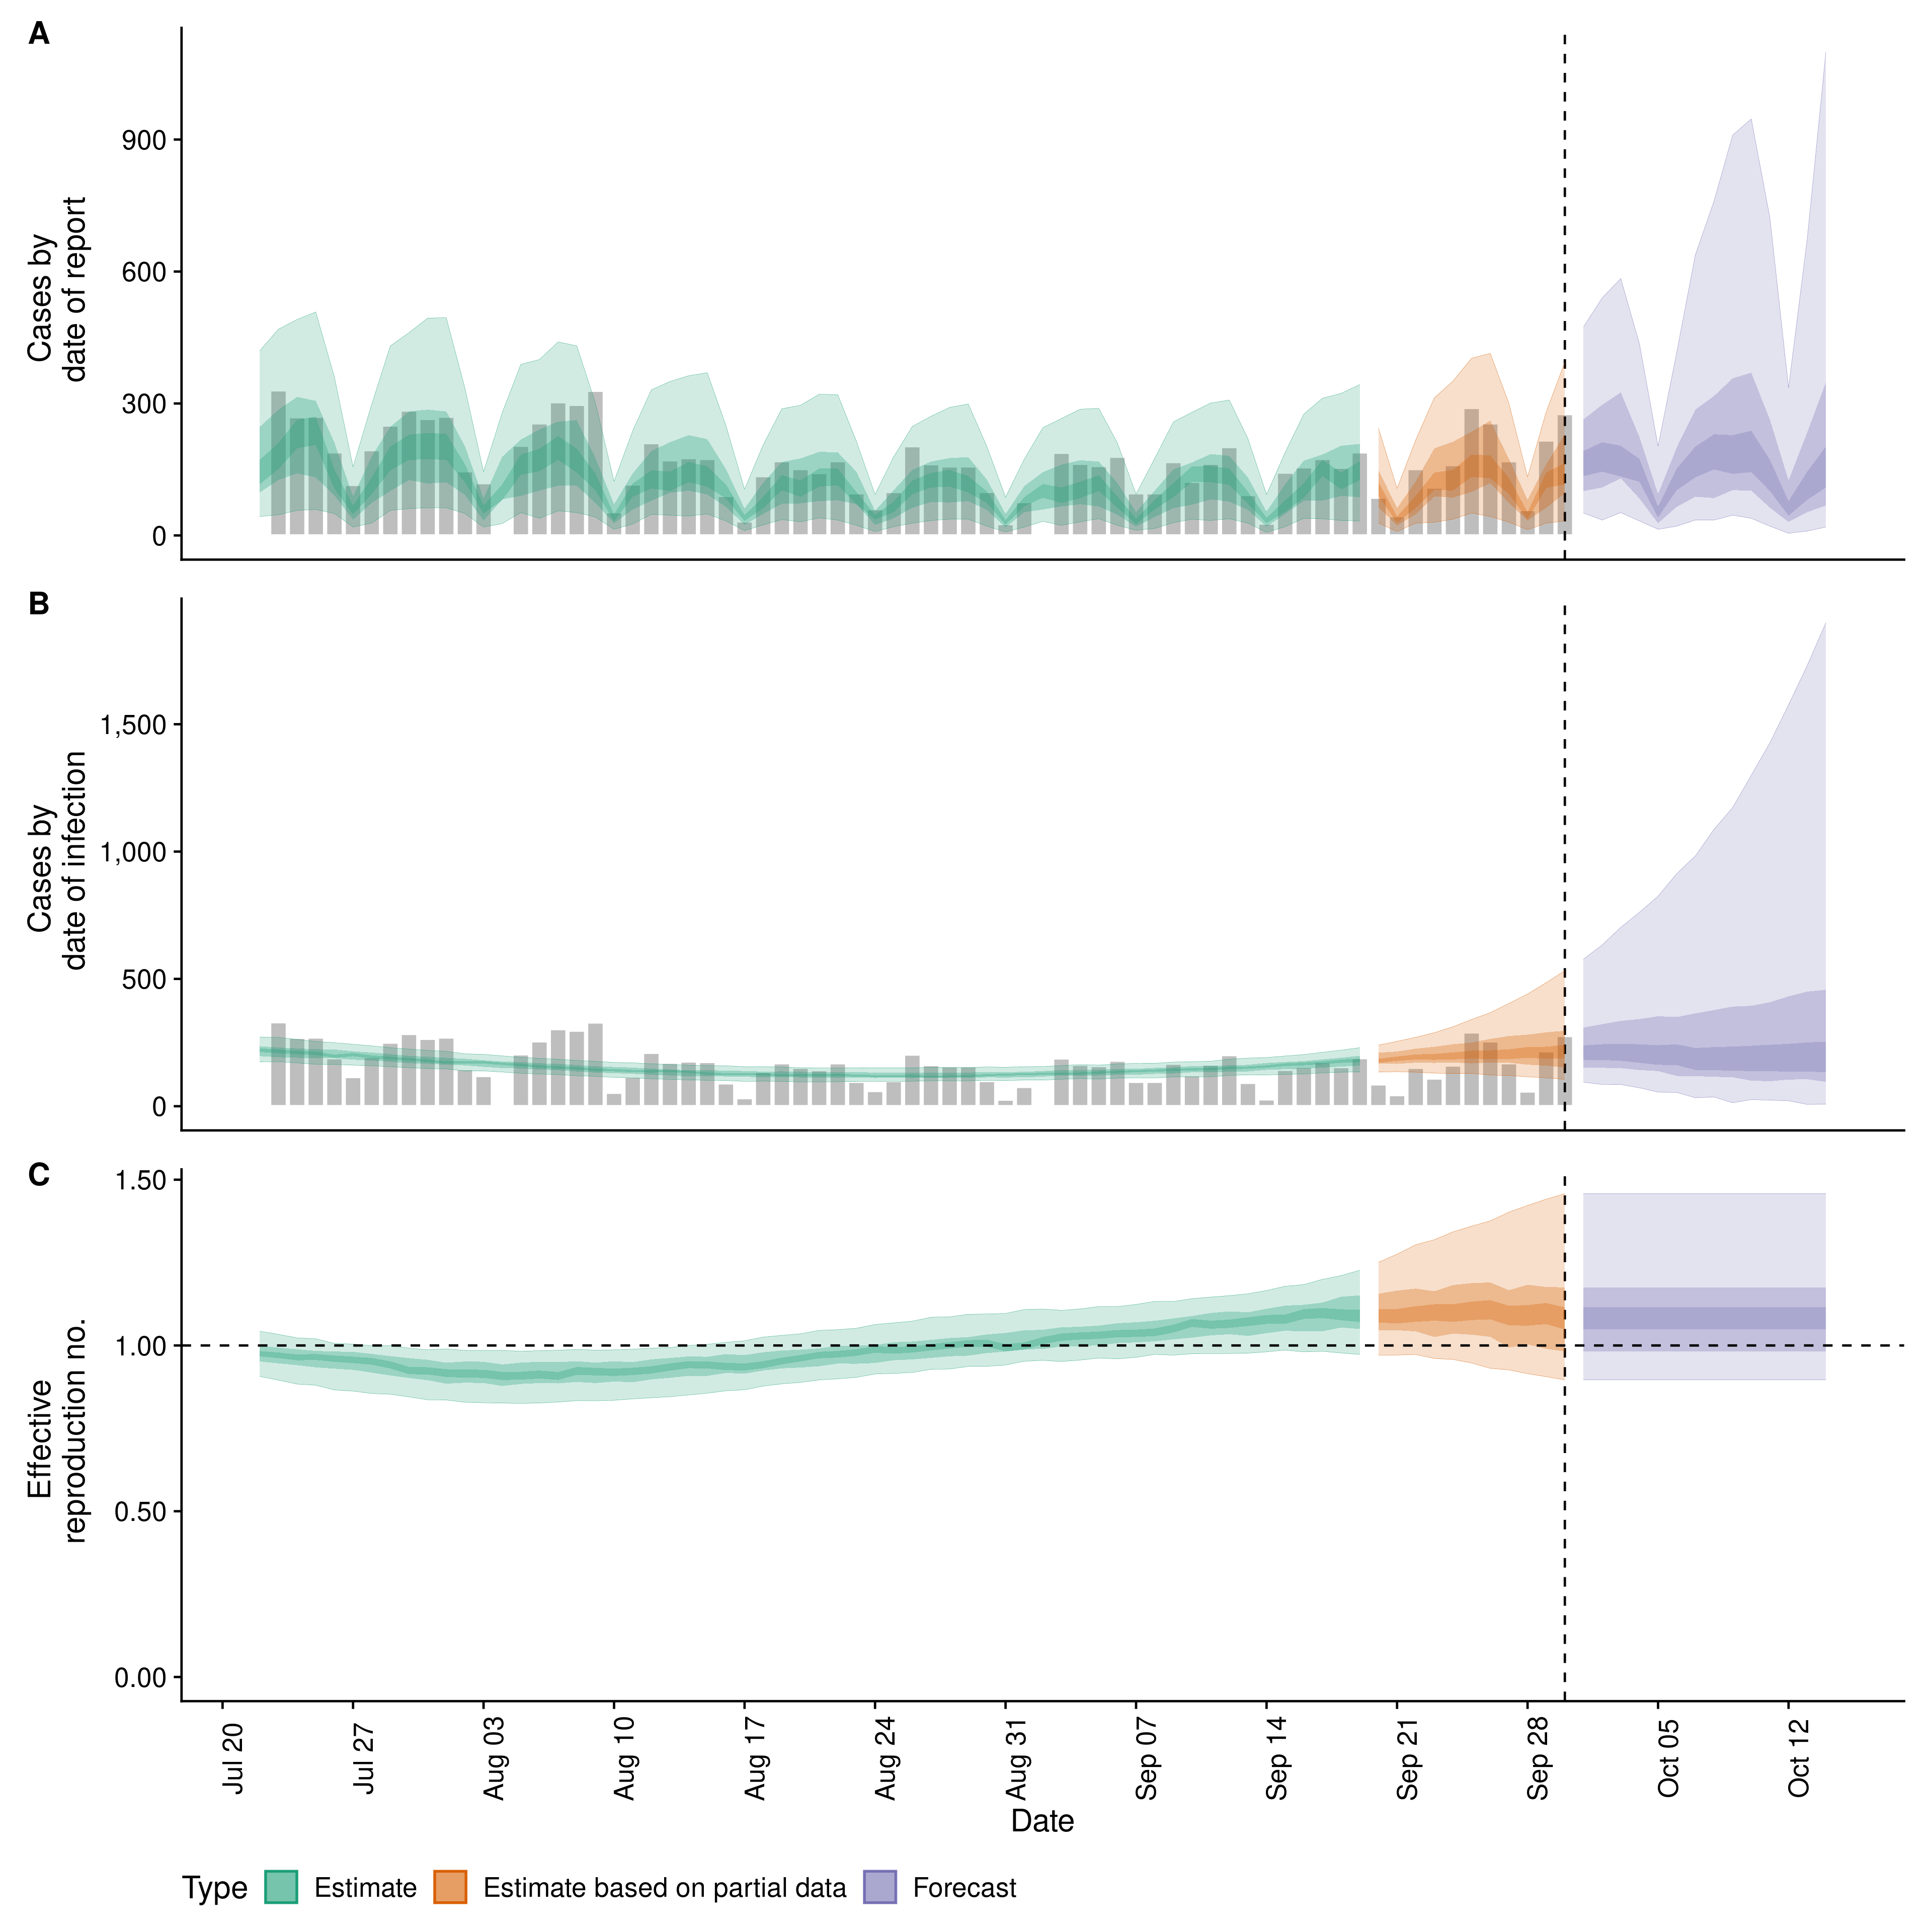 A
Cases by
date of report
900
600
300
0
B
Cases by
date of infection
1,500
1,000
500
0
C
Effective
reproduction no.
1.50
1.00
0.50
0.00
Jul 20
Jul 27
Aug 03
Aug 10
Aug 17
Aug 24
Aug 31
Sep 07
Sep 14
Sep 21
Sep 28
Oct 05
Oct 12
Date
Type Estimate Estimate based on partial data Forecast